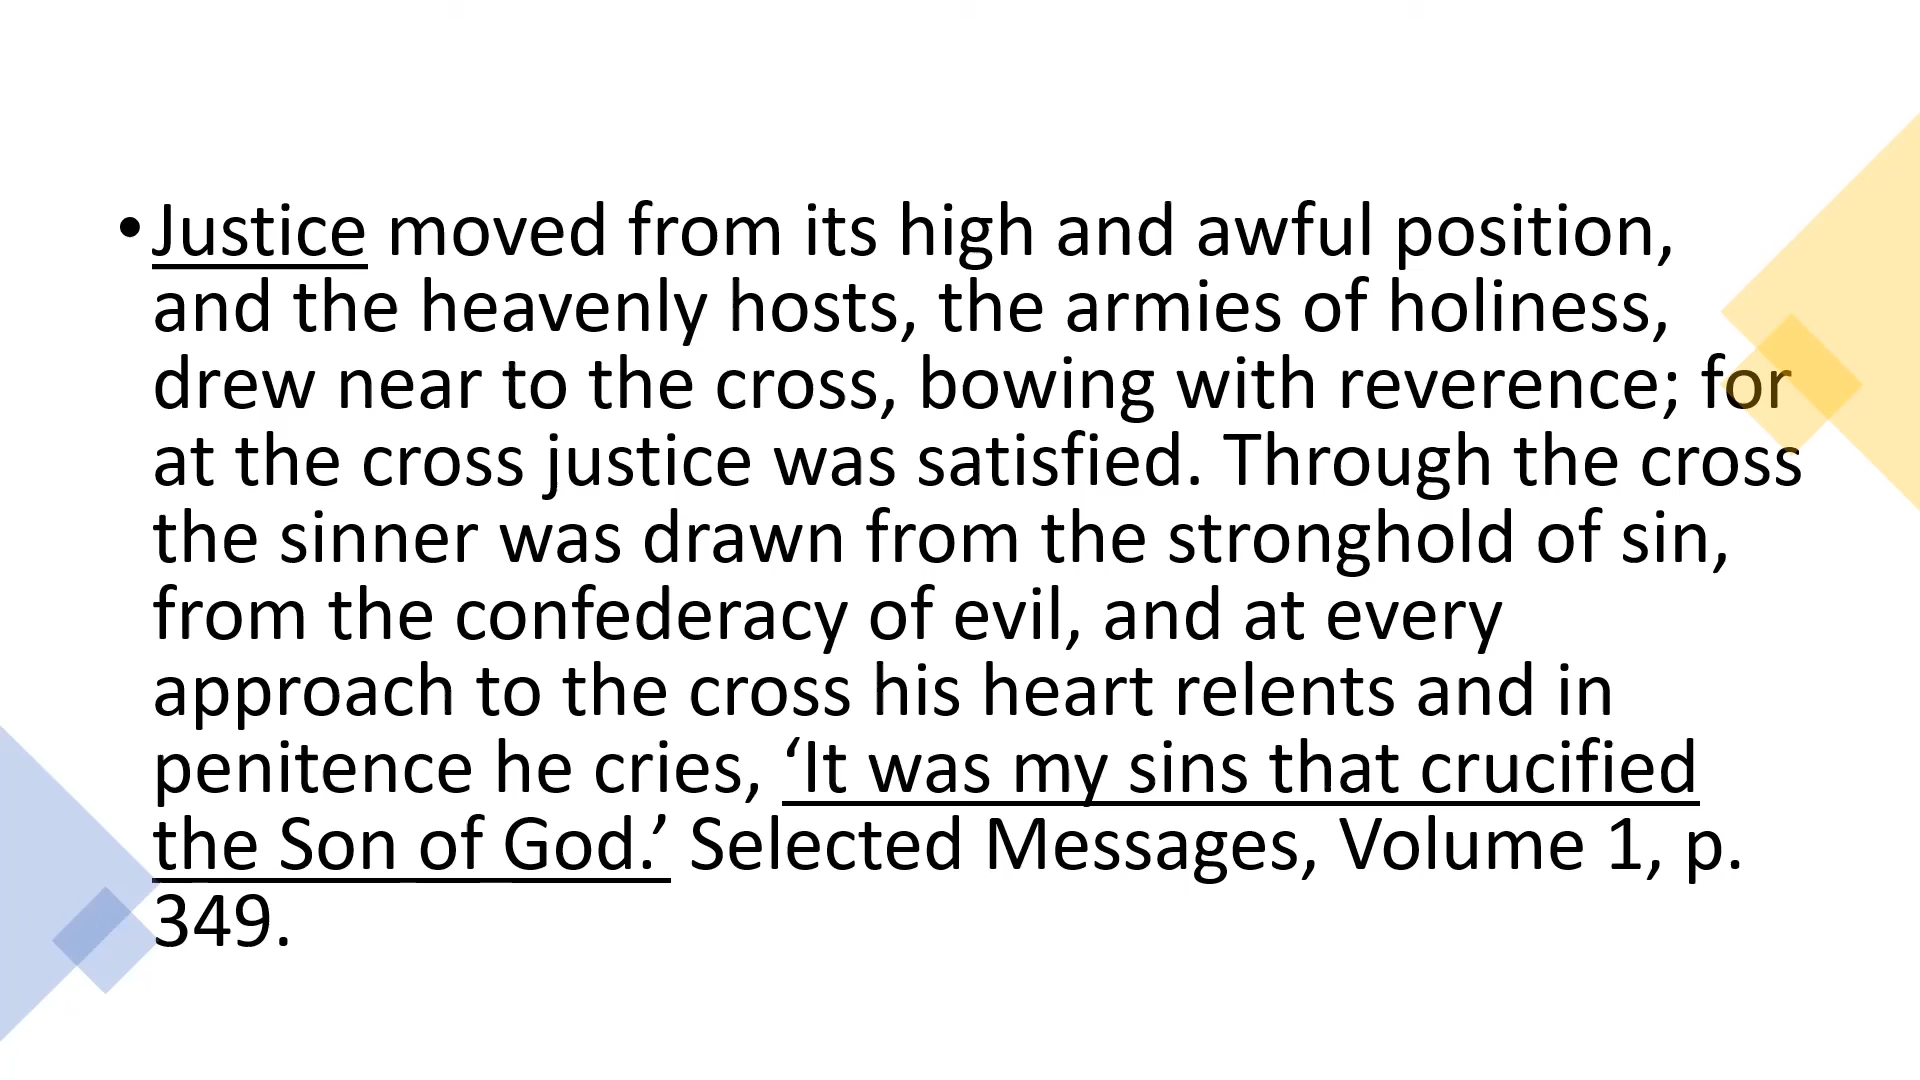 • Justice moved from its high and awful position,
and the heavenly hosts, the armies of holiness,
drew near to the cross, bowing with reverence; for
at the cross justice was satisfied. Through the cross
the sinner was drawn from the stronghold of sin,
from the confederacy of evil, and at every
approach to the cross his heart relents and in
penitence he cries, ‘It was my sins that crucified
the Son of God.’ Selected Messages, Volume 1, p.
349.